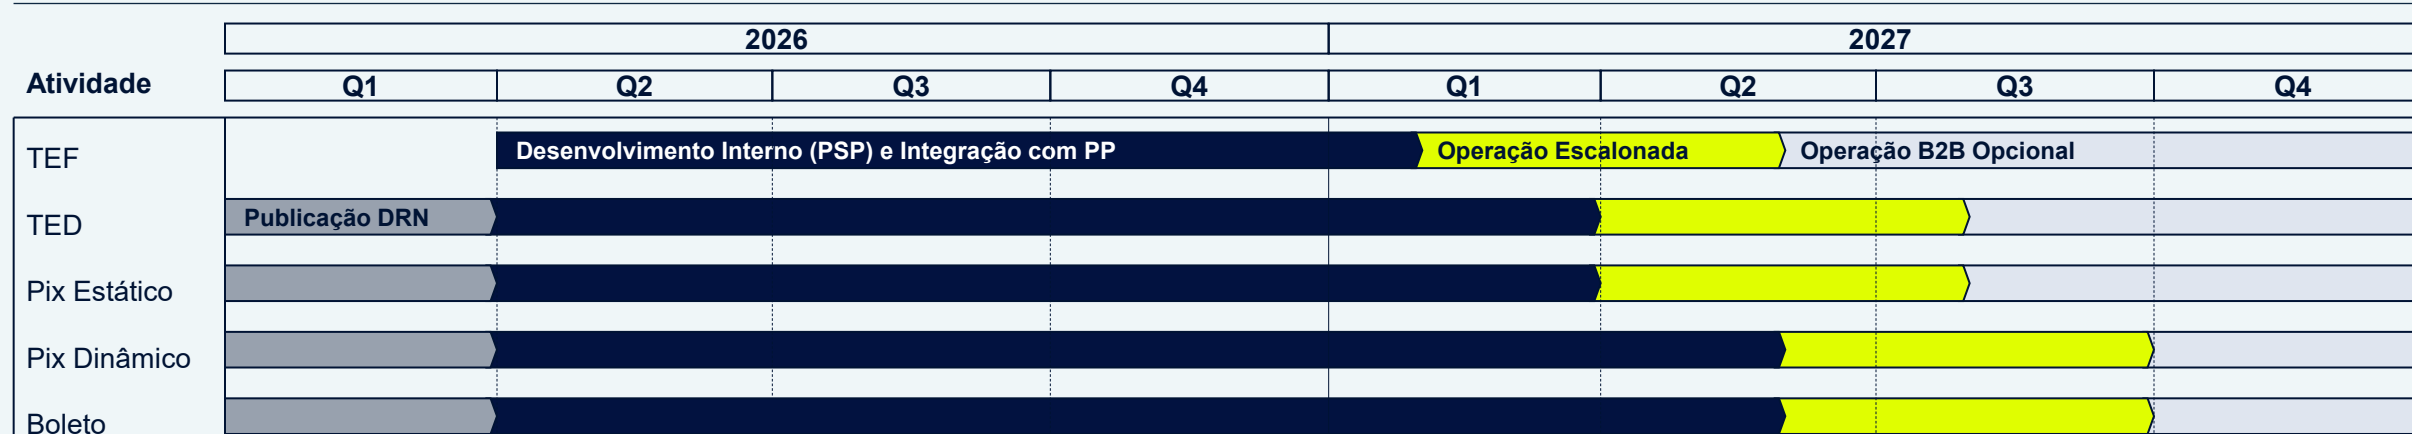 2026 2027
Atividade Q1 Q2 Q3 Q4 Q1 Q2 Q3 Q4
TEF Desenvolvimento Interno (PSP) e Integração com PP Operação Escalonada Operação B2B Opcional
TED Publicação DRN
Pix Estático
Pix Dinâmico
Boleto